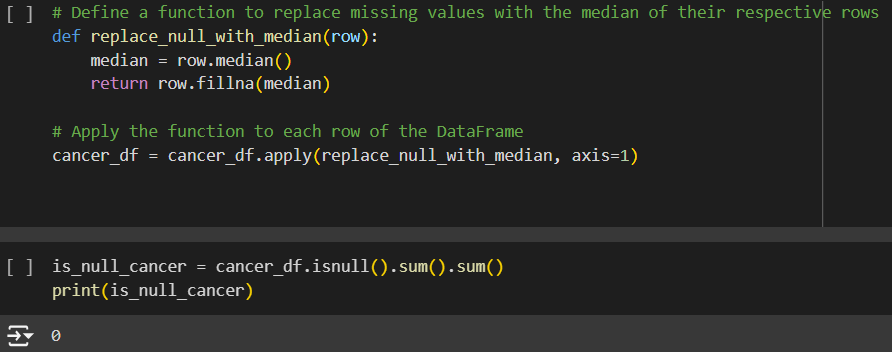 [ ] # Define a function to replace missing values with the median of their respective rows
def replace_null_with_median(row):
    median = row.median()
    return row.fillna(median)
# Apply the function to each row of the DataFrame
cancer_df = cancer_df.apply(replace_null_with_median, axis=1)
[ ] is_null_cancer = cancer_df.isnull().sum().sum()
print(is_null_cancer)
0